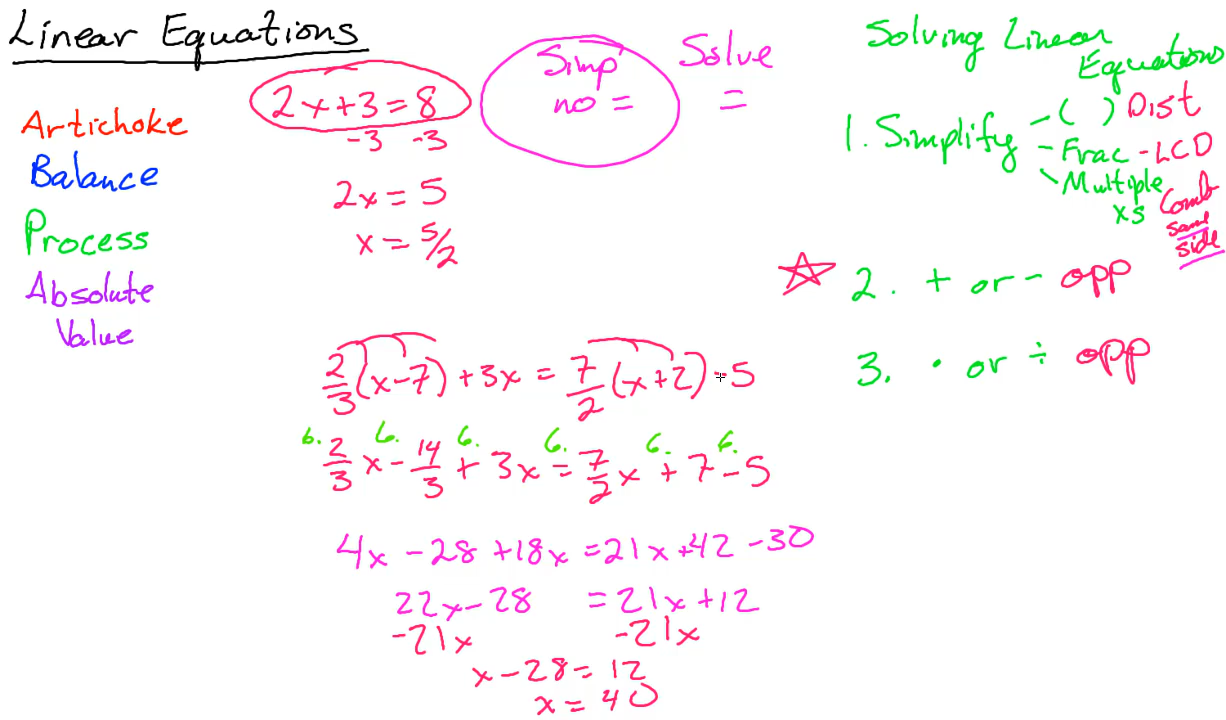 Linear Equations
Artichoke
Balance
Process
Absolute
Value
2x+3=8
-3 -3
2x=5
x=5/2
Simp
no =
Solve
=
Solving Linear
Equations
1. Simplify - ( ) Dist
- Frac - LCD
\ Multiple
xs Comb
same
side
2. + or - opp
3. • or ÷ opp
2/3(x-7)+3x=7/2(x+2)-5
6. 6. 6. 6. 6. 6.
2/3x-14/3+3x=7/2x+7-5
4x-28+18x=21x+42-30
22x-28 =21x+12
-21x -21x
x-28=12
x=40